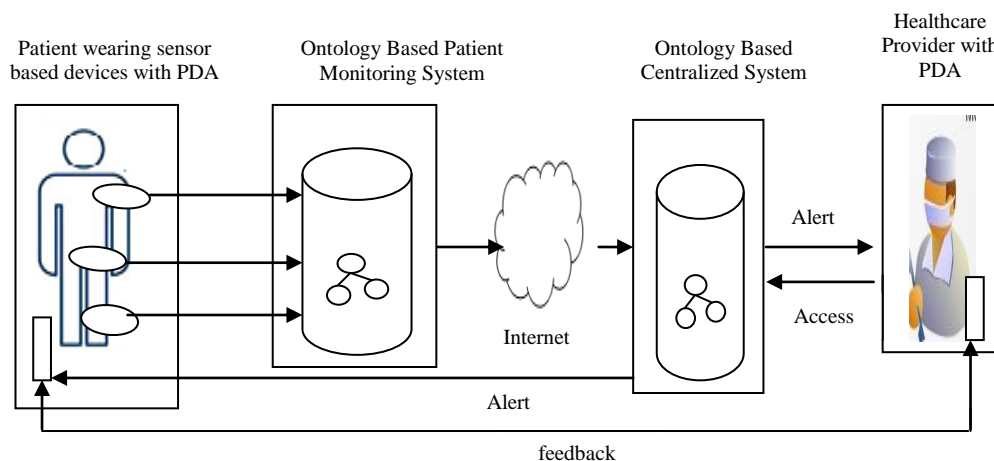 Patient wearing sensor
based devices with PDA
Ontology Based Patient
Monitoring System
Ontology Based
Centralized System
Healthcare
Provider with
PDA
Alert
Access
Internet
Alert
feedback